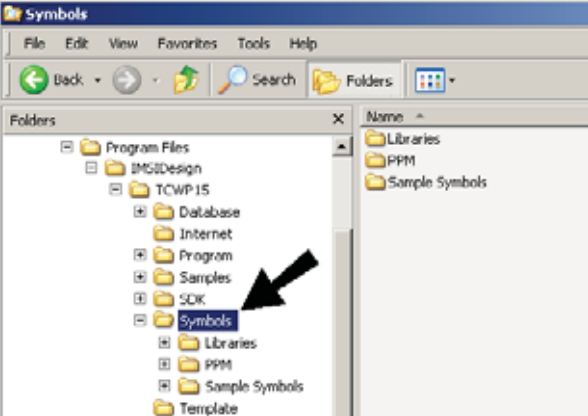 Symbols
File Edit View Favorites Tools Help
Back Search Folders
Folders
Program Files
IMSIDesign
TCWP15
Database
Internet
Program
Samples
SDK
Symbols
Libraries
PPM
Sample Symbols
Template
Name
Libraries
PPM
Sample Symbols